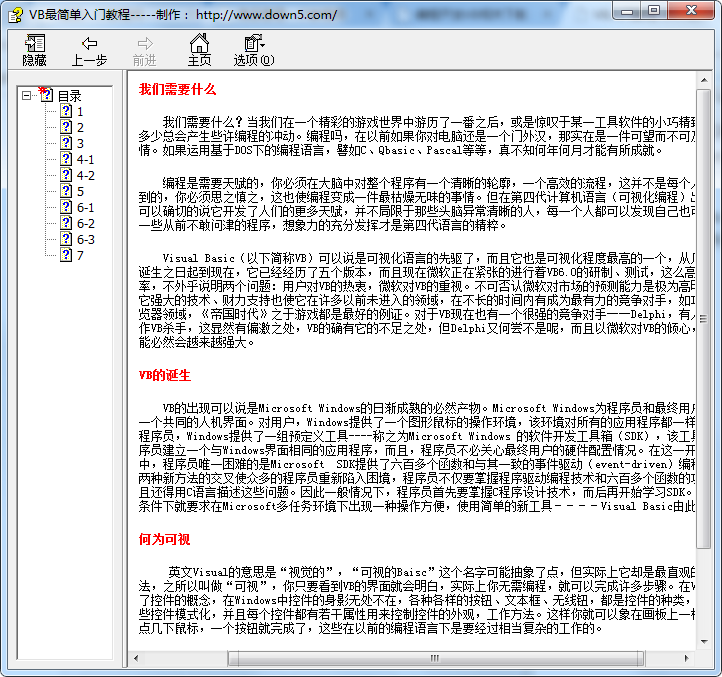 VB最简单入门教程-----制作： http://www.down5.com/
隐藏
上一步
前进
主页
选项(O)
目录
1
2
3
4-1
4-2
5
6-1
6-2
6-3
7
我们需要什么
我们需要什么？当我们在一个精彩的游戏世界中游历了一番之后，或是惊叹于某一工具软件的小巧精
多少总会产生些许编程的冲动。编程吗，在以前如果你对电脑还是一个门外汉，那实在是一件可望而不可
情。如果运用基于DOS下的编程语言，譬如C、Qbasic、Pascal等等，真不知何年何月才能有所成就。
编程是需要天赋的，你必须在大脑中对整个程序有一个清晰的轮廓，一个高效的流程，这并不是每个
到的，你必须思之慎之，这也使编程变成一件最枯燥无味的事情。但在第四代计算机语言（可视化编程）
可以确切的说它开发了人们的更多天赋，并不局限于那些头脑异常清晰的人，每一个人都可以发现自己也
一些从前不敢问津的程序，想象力的充分发挥才是第四代语言的精粹。
Visual Basic（以下简称VB）可以说是可视化语言的先驱了，而且它也是可视化程度最高的一个，从
诞生之日起到现在，它已经经历了五个版本，而且现在微软正在紧张的进行着VB6.0的研制、测试，这么高
率，不外乎说明两个问题：用户对VB的热衷，微软对VB的重视。不可否认微软对市场的预测能力是极为高
它强大的技术、财力支持也使它在许多以前未进入的领域，在不长的时间内有成为最有力的竞争对手，如
览器领域，《帝国时代》之于游戏都是最好的例证。对于VB现在也有一个很强的竞争对手――Delphi，有
作VB杀手，这显然有偏激之处，VB的确有它的不足之处，但Delphi又何尝不是呢，而且以微软对VB的倾心，
能必然会越来越强大。
VB的诞生
VB的出现可以说是Microsoft Windows的日渐成熟的必然产物。Microsoft Windows为程序员和最终用
一个共同的人机界面。对用户，Windows提供了一个图形鼠标的操作环境，该环境对所有的应用程序都一
程序员，Windows提供了一组预定义工具----称之为Microsoft Windows 的软件开发工具箱（SDK），该工
序员建立一个与Windows界面相同的应用程序，而且，程序员不必关心最终用户的硬件配置情况。在这一开
中，程序员唯一困难的是Microsoft SDK提供了六百多个函数和与其一致的事件驱动（event-driven）编
两种新方法的交叉使众多的程序员重新陷入困境，程序员不仅要掌握程序驱动编程技术和六百多个函数的
且还得用C语言描述这些问题。因此一般情况下，程序员首先要掌握C程序设计技术，而后再开始学习SDK。
条件下就要求在Microsoft多任务环境下出现一种操作方便，使用简单的新工具－－－－Visual Basic由此
何为可视
英文Visual的意思是“视觉的”，“可视的Baisc”这个名字可能抽象了点，但实际上它却是最直观的
法，之所以叫做“可视”，你只要看到VB的界面就会明白，实际上你无需编程，就可以完成许多步骤。在
了控件的概念，在Windows中控件的身影无处不在，各种各样的按钮、文本框、无线钮，都是控件的种类，
些控件模式化，并且每个控件都有若干属性用来控制控件的外观，工作方法。这样你就可以象在画板上一
点几下鼠标，一个按钮就完成了，这些在以前的编程语言下是要经过相当复杂的工作的。